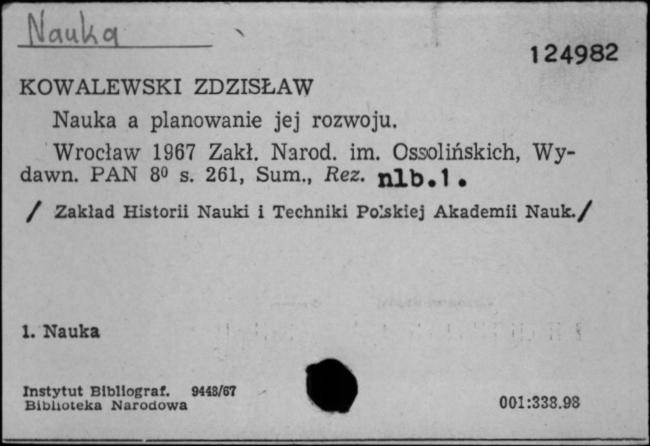 Nauka
124982
KOWALEWSKI ZDZISŁAW
Nauka a planowanie jej rozwoju.
Wrocław 1967 Zakł. Narod. im. Ossolińskich, Wy-
dawn. PAN 8⁰ s. 261, Sum., Rez. nlb.1.
/ Zakład Historii Nauki i Techniki Polskiej Akademii Nauk./
1. Nauka
Instytut Bibliograf. 9448/67
Biblioteka Narodowa
001:338.98